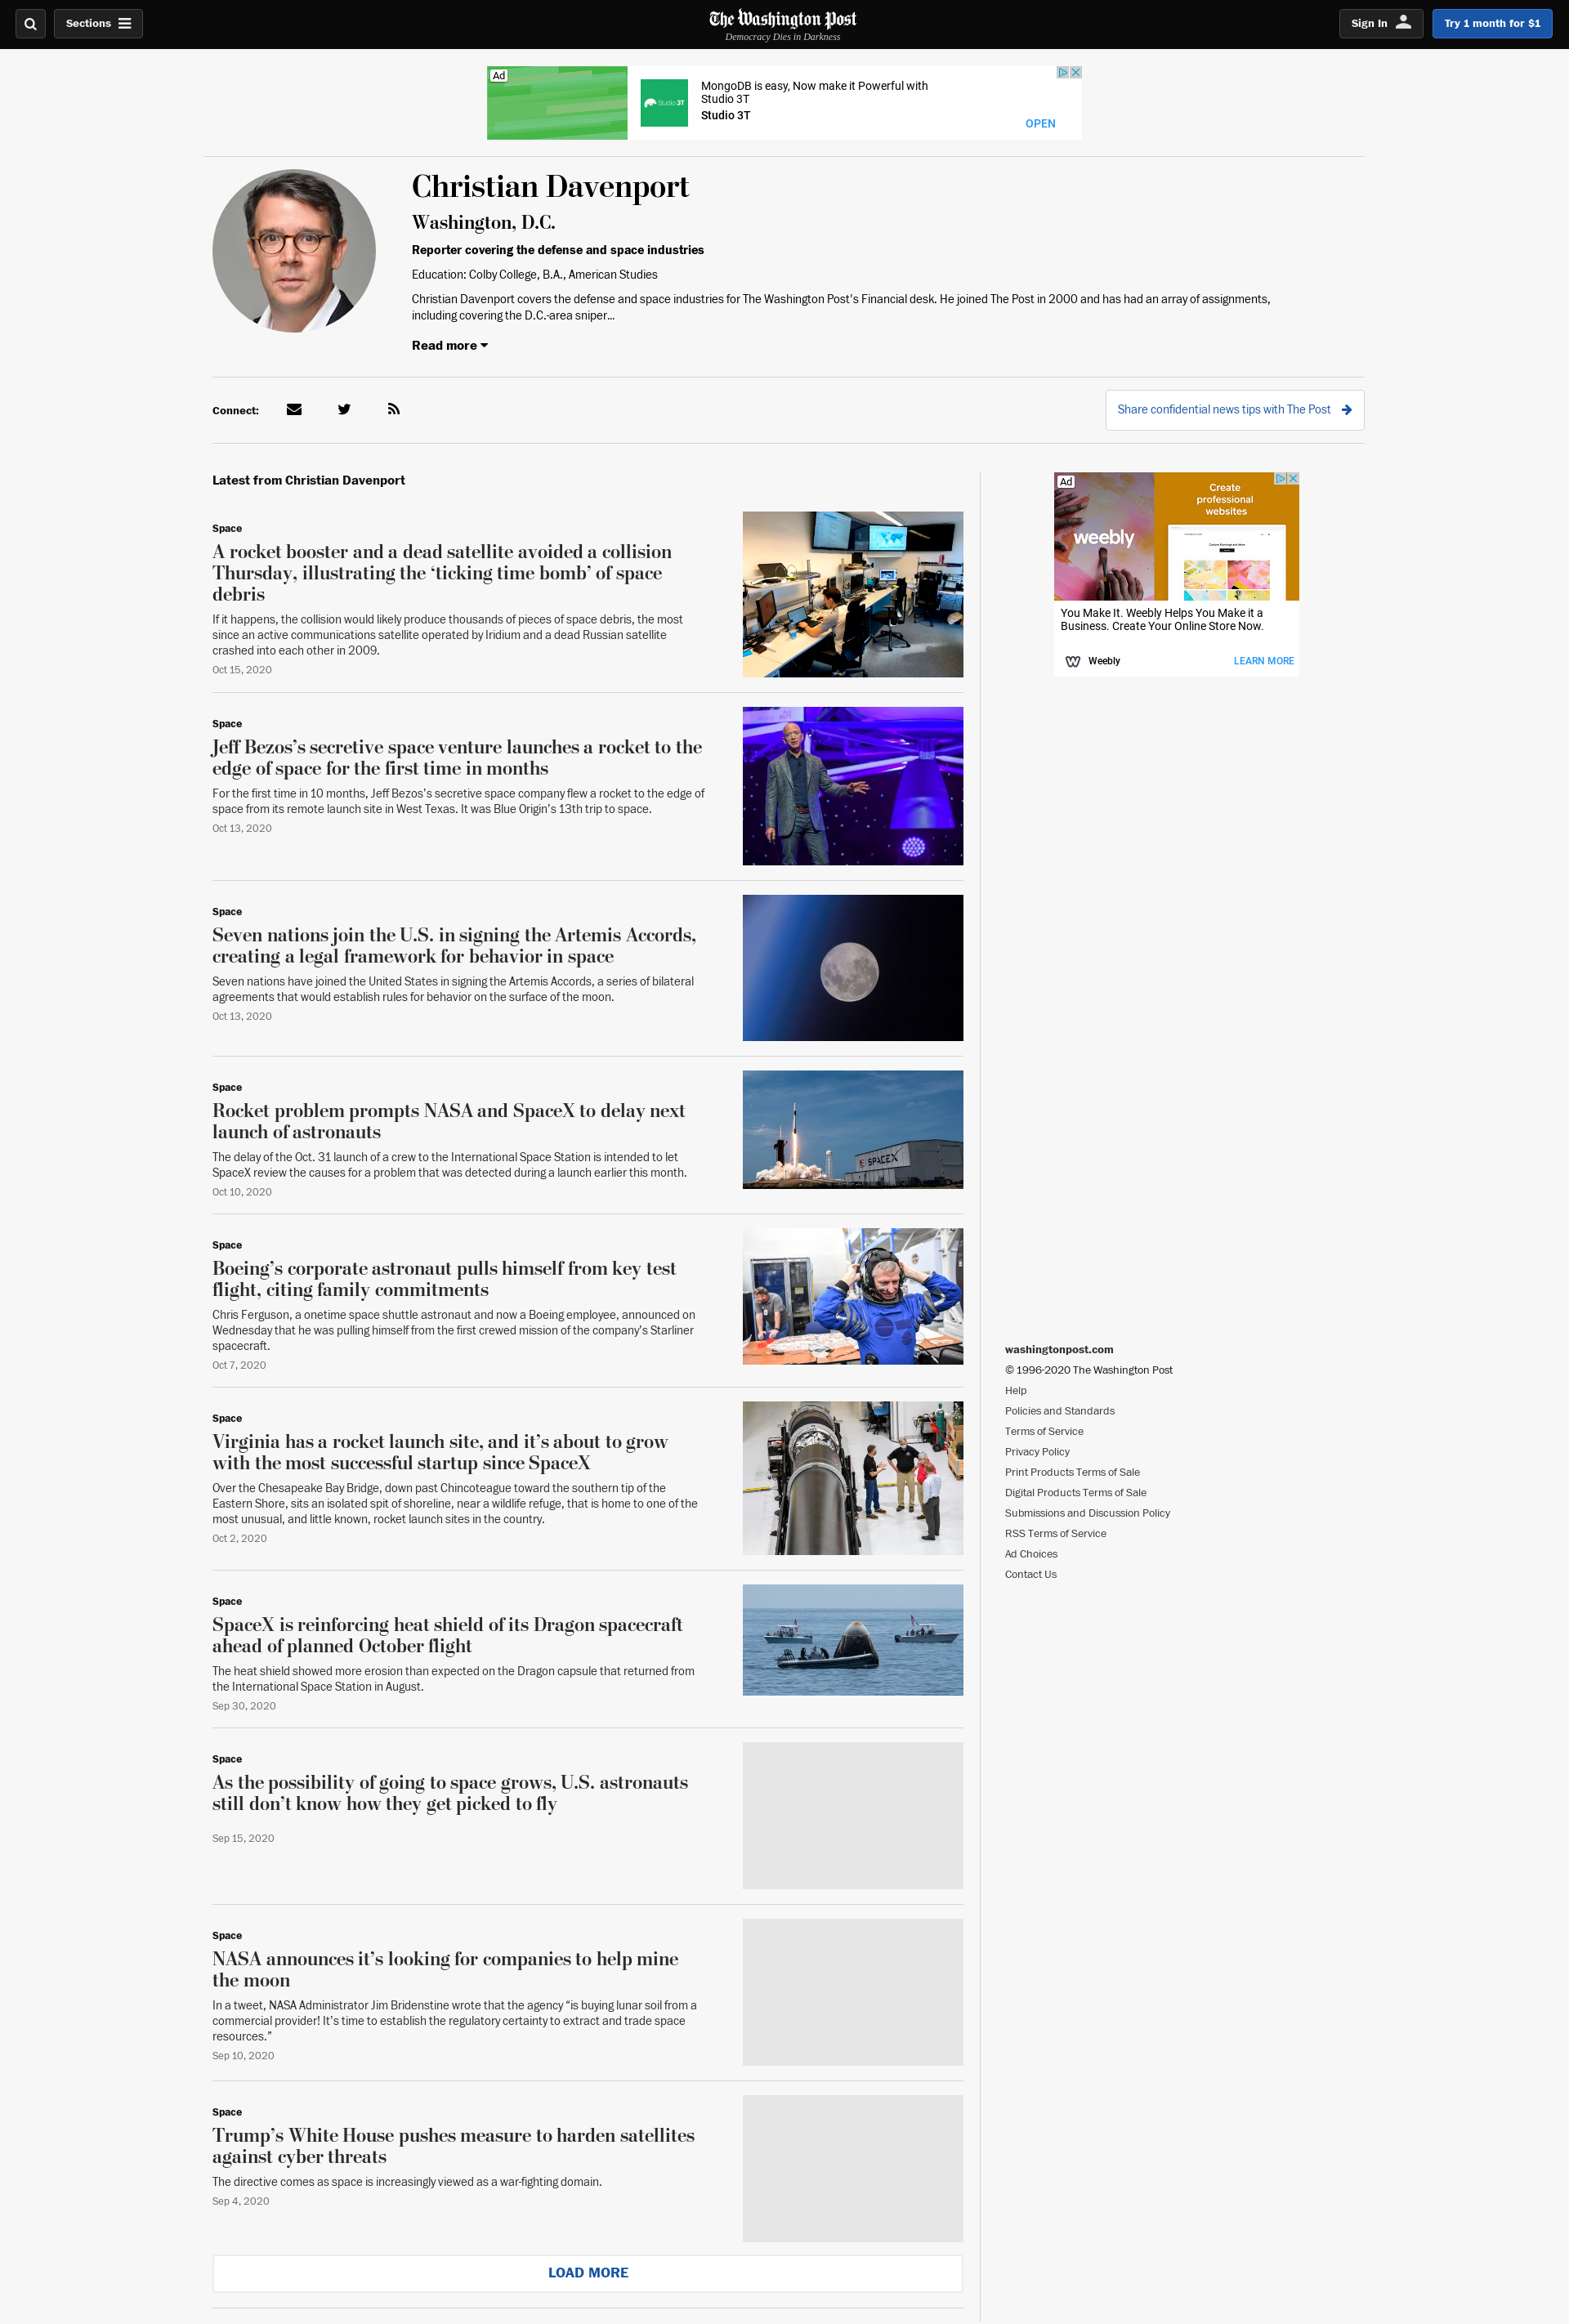 Sections
The Washington Post
Democracy Dies in Darkness
Sign In
Try 1 month for $1
Ad
Studio 3T
MongoDB is easy, Now make it Powerful with
Studio 3T
Studio 3T
OPEN
Christian Davenport
Washington, D.C.
Reporter covering the defense and space industries
Education: Colby College, B.A., American Studies
Christian Davenport covers the defense and space industries for The Washington Post's Financial desk. He joined The Post in 2000 and has had an array of assignments,
including covering the D.C.-area sniper...
Read more
Connect:
Share confidential news tips with The Post
Latest from Christian Davenport
Space
A rocket booster and a dead satellite avoided a collision
Thursday, illustrating the ‘ticking time bomb’ of space
debris
If it happens, the collision would likely produce thousands of pieces of space debris, the most
since an active communications satellite operated by Iridium and a dead Russian satellite
crashed into each other in 2009.
Oct 15, 2020
Space
Jeff Bezos’s secretive space venture launches a rocket to the
edge of space for the first time in months
For the first time in 10 months, Jeff Bezos’s secretive space company flew a rocket to the edge of
space from its remote launch site in West Texas. It was Blue Origin’s 13th trip to space.
Oct 13, 2020
Space
Seven nations join the U.S. in signing the Artemis Accords,
creating a legal framework for behavior in space
Seven nations have joined the United States in signing the Artemis Accords, a series of bilateral
agreements that would establish rules for behavior on the surface of the moon.
Oct 13, 2020
Space
Rocket problem prompts NASA and SpaceX to delay next
launch of astronauts
The delay of the Oct. 31 launch of a crew to the International Space Station is intended to let
SpaceX review the causes for a problem that was detected during a launch earlier this month.
Oct 10, 2020
SPACEX
Space
Boeing’s corporate astronaut pulls himself from key test
flight, citing family commitments
Chris Ferguson, a onetime space shuttle astronaut and now a Boeing employee, announced on
Wednesday that he was pulling himself from the first crewed mission of the company’s Starliner
spacecraft.
Oct 7, 2020
Space
Virginia has a rocket launch site, and it’s about to grow
with the most successful startup since SpaceX
Over the Chesapeake Bay Bridge, down past Chincoteague toward the southern tip of the
Eastern Shore, sits an isolated spit of shoreline, near a wildlife refuge, that is home to one of the
most unusual, and little known, rocket launch sites in the country.
Oct 2, 2020
Space
SpaceX is reinforcing heat shield of its Dragon spacecraft
ahead of planned October flight
The heat shield showed more erosion than expected on the Dragon capsule that returned from
the International Space Station in August.
Sep 30, 2020
Space
As the possibility of going to space grows, U.S. astronauts
still don’t know how they get picked to fly
Sep 15, 2020
Space
NASA announces it’s looking for companies to help mine
the moon
In a tweet, NASA Administrator Jim Bridenstine wrote that the agency “is buying lunar soil from a
commercial provider! It’s time to establish the regulatory certainty to extract and trade space
resources.”
Sep 10, 2020
Space
Trump’s White House pushes measure to harden satellites
against cyber threats
The directive comes as space is increasingly viewed as a war-fighting domain.
Sep 4, 2020
LOAD MORE
Ad
weebly
Create
professional
websites
You Make It. Weebly Helps You Make it a
Business. Create Your Online Store Now.
Weebly
LEARN MORE
washingtonpost.com
© 1996-2020 The Washington Post
Help
Policies and Standards
Terms of Service
Privacy Policy
Print Products Terms of Sale
Digital Products Terms of Sale
Submissions and Discussion Policy
RSS Terms of Service
Ad Choices
Contact Us